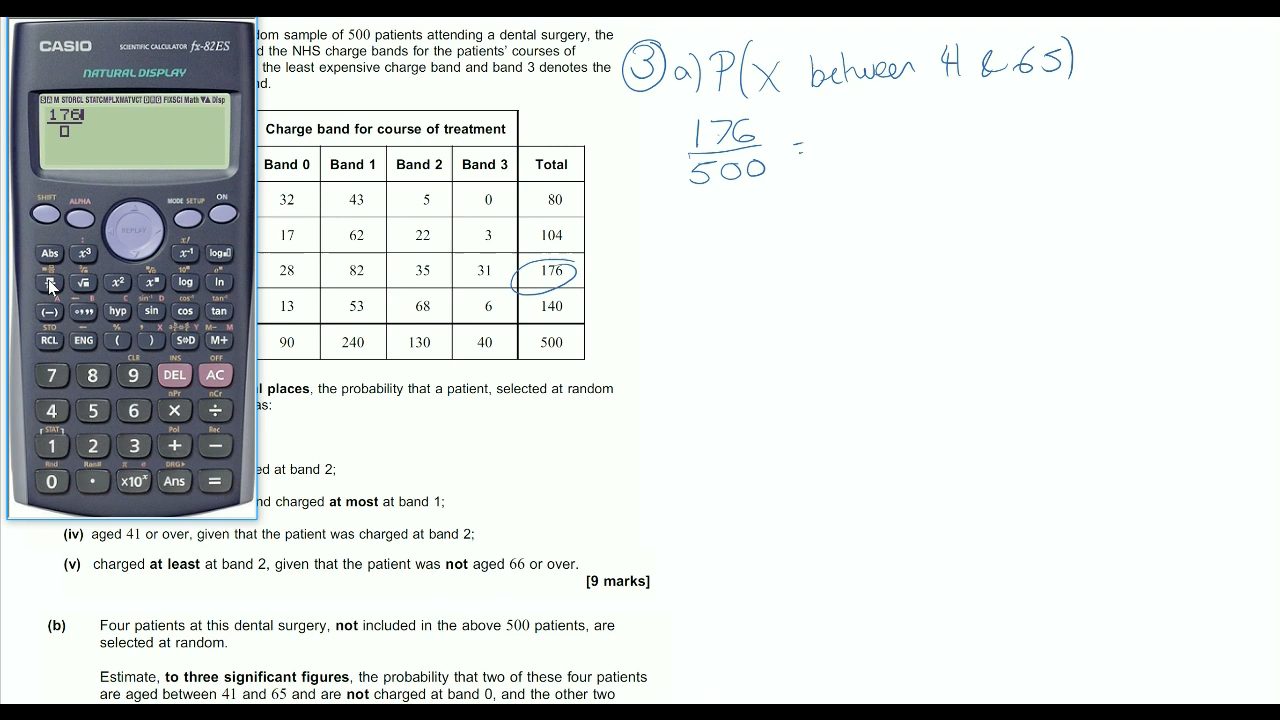 CASIO SCIENTIFIC CALCULATOR fx-82ES
NATURAL DISPLAY
176
SHIFT ALPHA MODE SETUP ON
REPLAY
Abs x³ x⁻¹ log
√ x² log ln
(−) hyp sin cos tan
RCL ENG ( ) S⇔D M+
7 8 9 DEL AC
4 5 6 × ÷
1 2 3 + −
0 . ×10ˣ Ans =
dom sample of 500 patients attending a dental surgery, the
d the NHS charge bands for the patients' courses of
the least expensive charge band and band 3 denotes the
nd.
Charge band for course of treatment
Band 0 Band 1 Band 2 Band 3 Total
32 43 5 0 80
17 62 22 3 104
28 82 35 31 176
13 53 68 6 140
90 240 130 40 500
l places, the probability that a patient, selected at random
as:
ed at band 2;
nd charged at most at band 1;
(iv) aged 41 or over, given that the patient was charged at band 2;
(v) charged at least at band 2, given that the patient was not aged 66 or over.
[9 marks]
(b) Four patients at this dental surgery, not included in the above 500 patients, are
selected at random.
Estimate, to three significant figures, the probability that two of these four patients
are aged between 41 and 65 and are not charged at band 0, and the other two
3 a) P(X between 41 & 65)
176
500 =